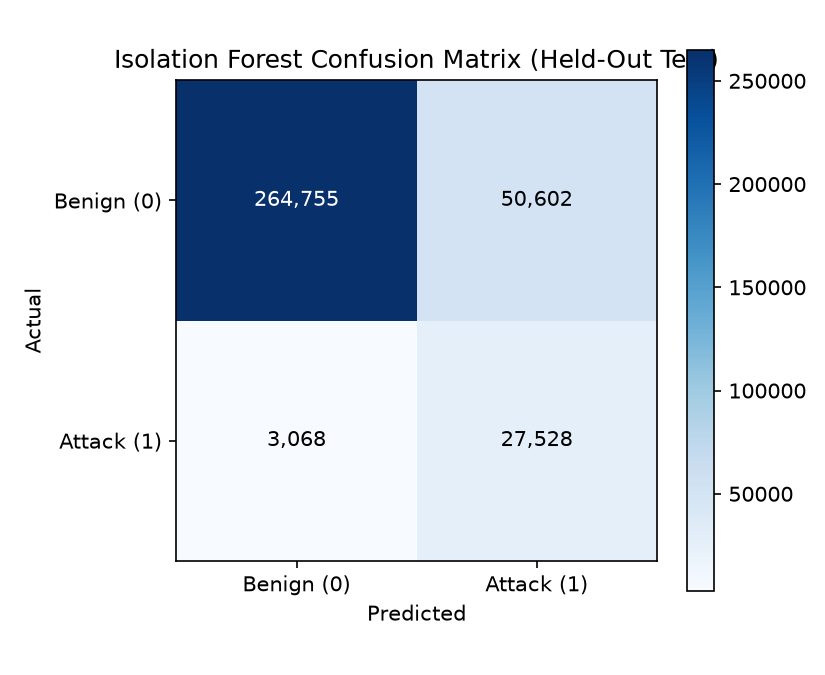 Isolation Forest Confusion Matrix (Held-Out
250000
Benign (0)
264,755
50,602
200000
Actual
150000
100000
Attack (1)
3,068
27,528
50000
Benign (0)
Attack (1)
Predicted